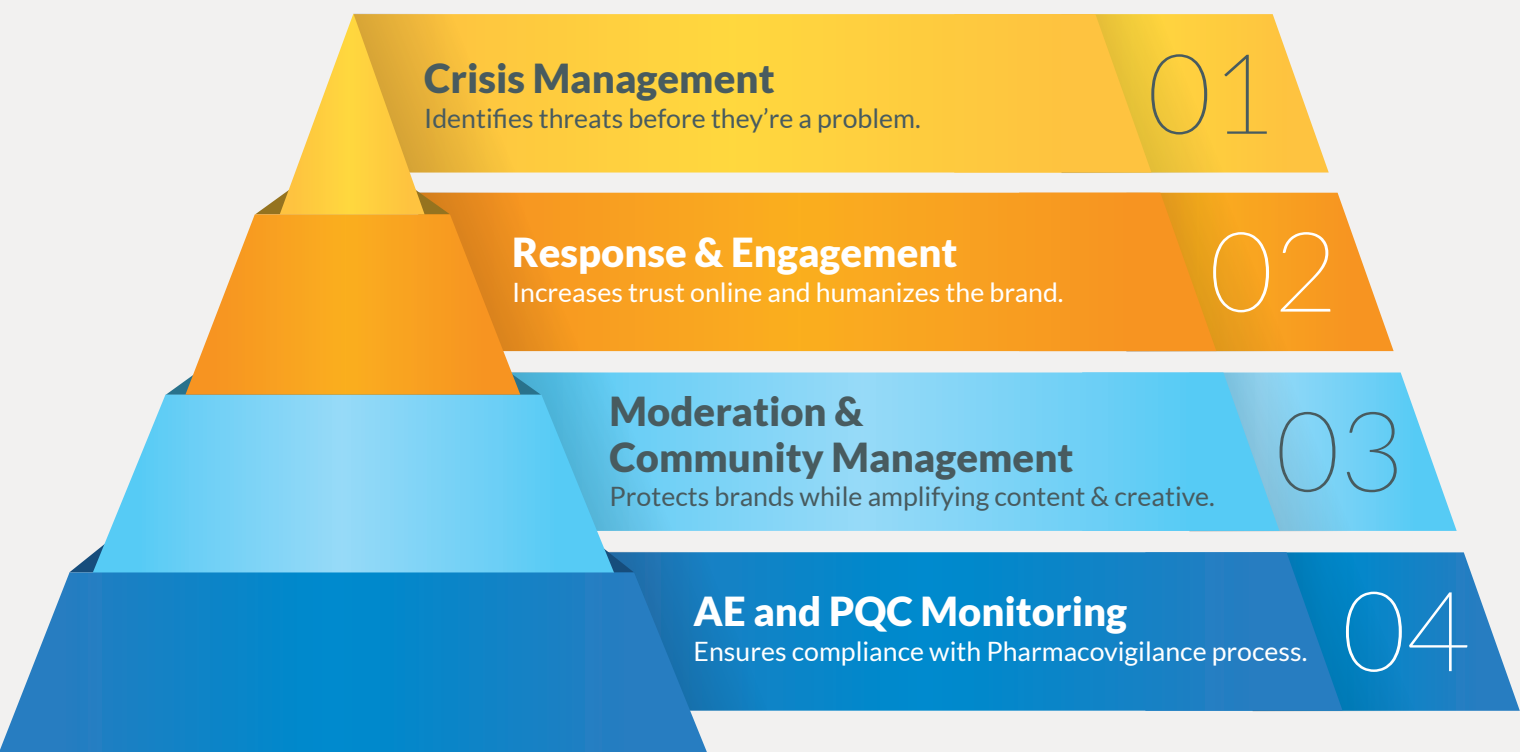 Crisis Management
Identifies threats before they’re a problem.
01
Response & Engagement
Increases trust online and humanizes the brand.
02
Moderation &
Community Management
Protects brands while amplifying content & creative.
03
AE and PQC Monitoring
Ensures compliance with Pharmacovigilance process.
04